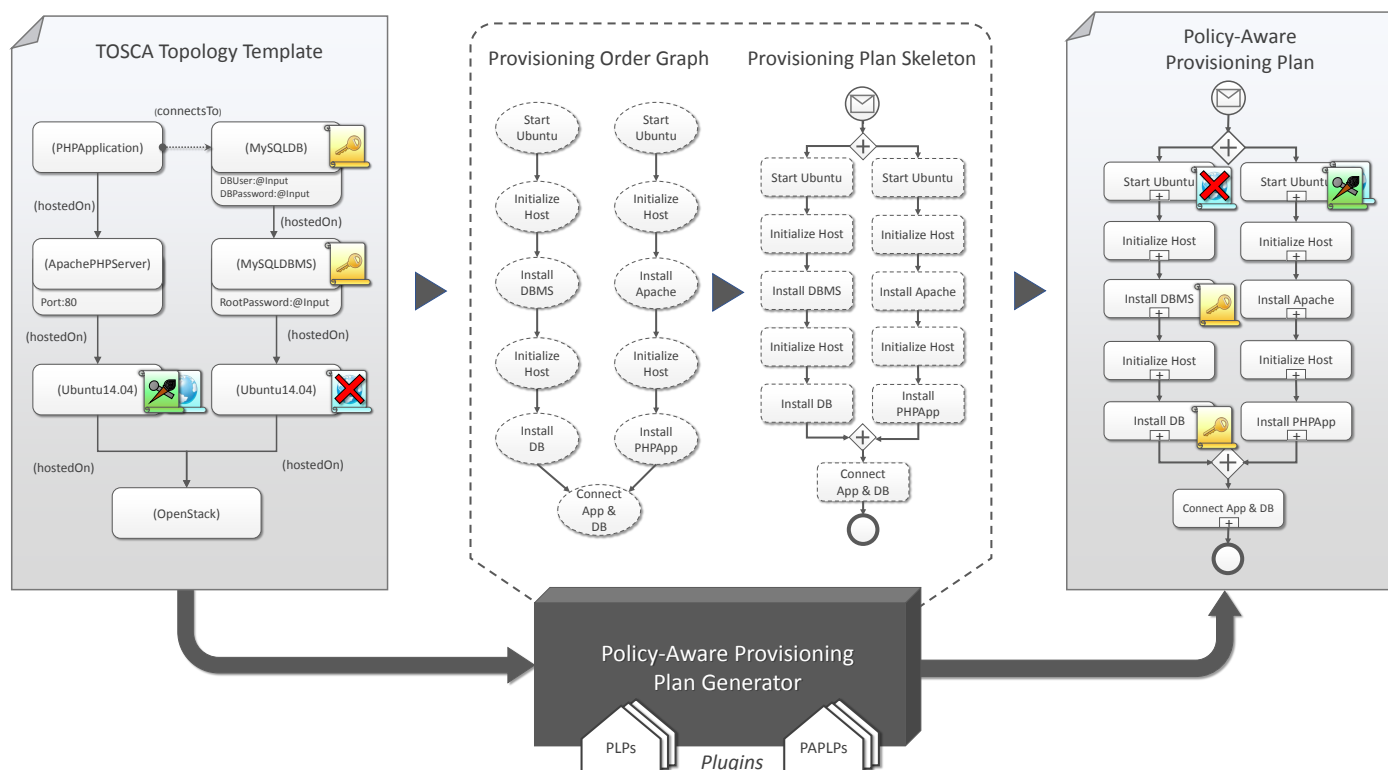 TOSCA Topology Template
(connectsTo)
(PHPApplication)
(MySQLDB)
DBUser:@Input
DBPassword:@Input
(hostedOn)
(hostedOn)
(ApachePHPServer)
(MySQLDBMS)
Port:80
RootPassword:@Input
(hostedOn)
(hostedOn)
(Ubuntu14.04)
(Ubuntu14.04)
(hostedOn)
(hostedOn)
(OpenStack)
Provisioning Order Graph
Start
Ubuntu
Initialize
Host
Install
DBMS
Initialize
Host
Install
DB
Start
Ubuntu
Initialize
Host
Install
Apache
Initialize
Host
Install
PHPApp
Connect
App &
DB
Provisioning Plan Skeleton
Start Ubuntu
Initialize Host
Install DBMS
Initialize Host
Install DB
Start Ubuntu
Initialize Host
Install Apache
Initialize Host
Install
PHPApp
Connect
App & DB
Policy-Aware
Provisioning Plan
Start Ubuntu
Initialize Host
Install DBMS
Initialize Host
Install DB
Start Ubuntu
Initialize Host
Install Apache
Initialize Host
Install PHPApp
Connect App & DB
Policy-Aware Provisioning
Plan Generator
PLPs
Plugins
PAPLPs